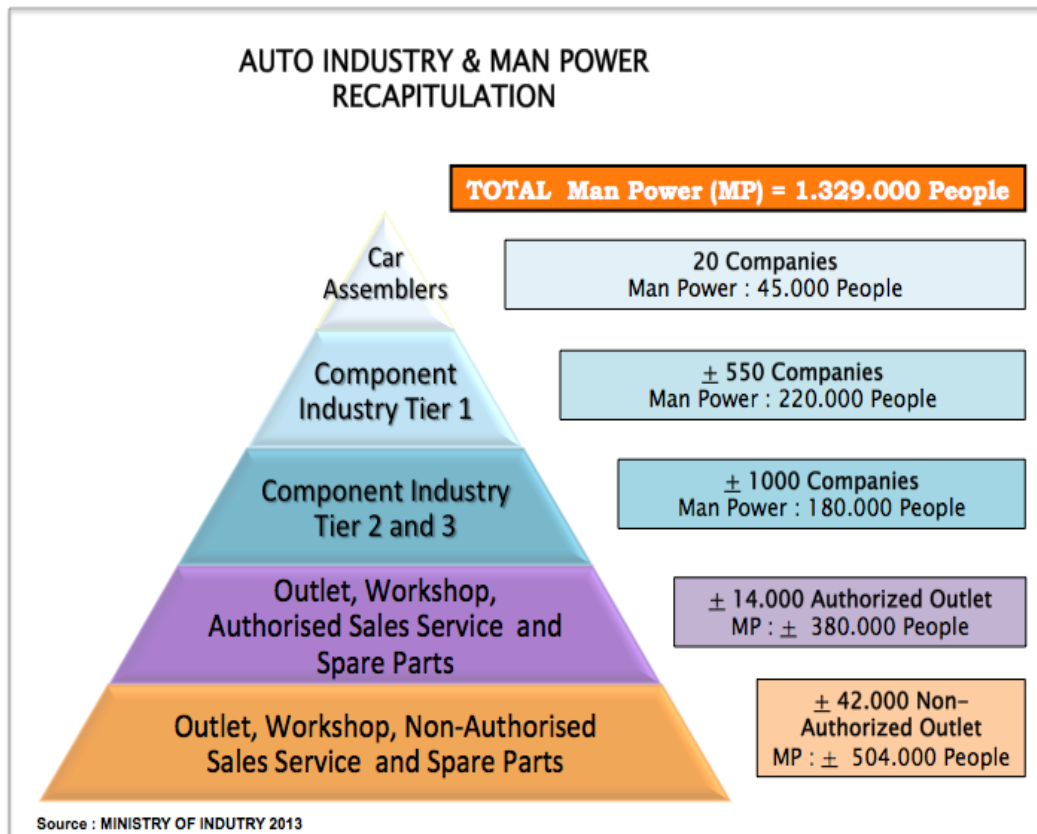 AUTO INDUSTRY & MAN POWER
RECAPITULATION
TOTAL Man Power (MP) = 1.329.000 People
Car
Assemblers
20 Companies
Man Power : 45.000 People
Component
Industry Tier 1
± 550 Companies
Man Power : 220.000 People
Component Industry
Tier 2 and 3
± 1000 Companies
Man Power : 180.000 People
Outlet, Workshop,
Authorised Sales Service and
Spare Parts
± 14.000 Authorized Outlet
MP : ± 380.000 People
Outlet, Workshop, Non-Authorised
Sales Service and Spare Parts
± 42.000 Non-
Authorized Outlet
MP : ± 504.000 People
Source : MINISTRY OF INDUTRY 2013